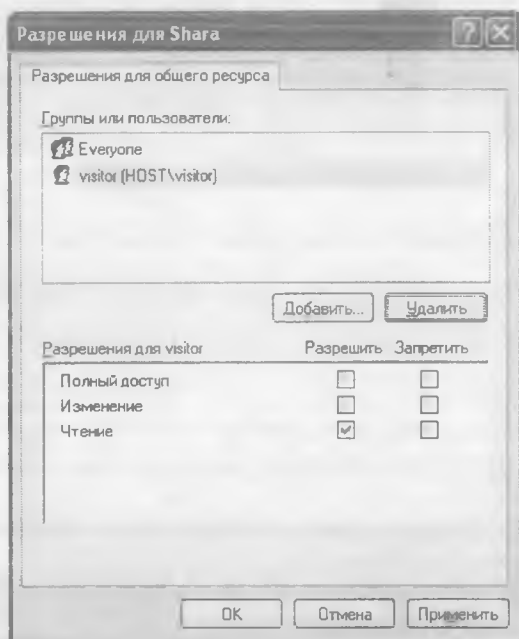 Разрешения для Shara
Разрешения для общего ресурса
Группы или пользователи:
Everyone
visitor (HOST\visitor)
Добавить... Удалить
Разрешения для visitor Разрешить Запретить
Полный доступ
Изменение
Чтение
OK Отмена Применить